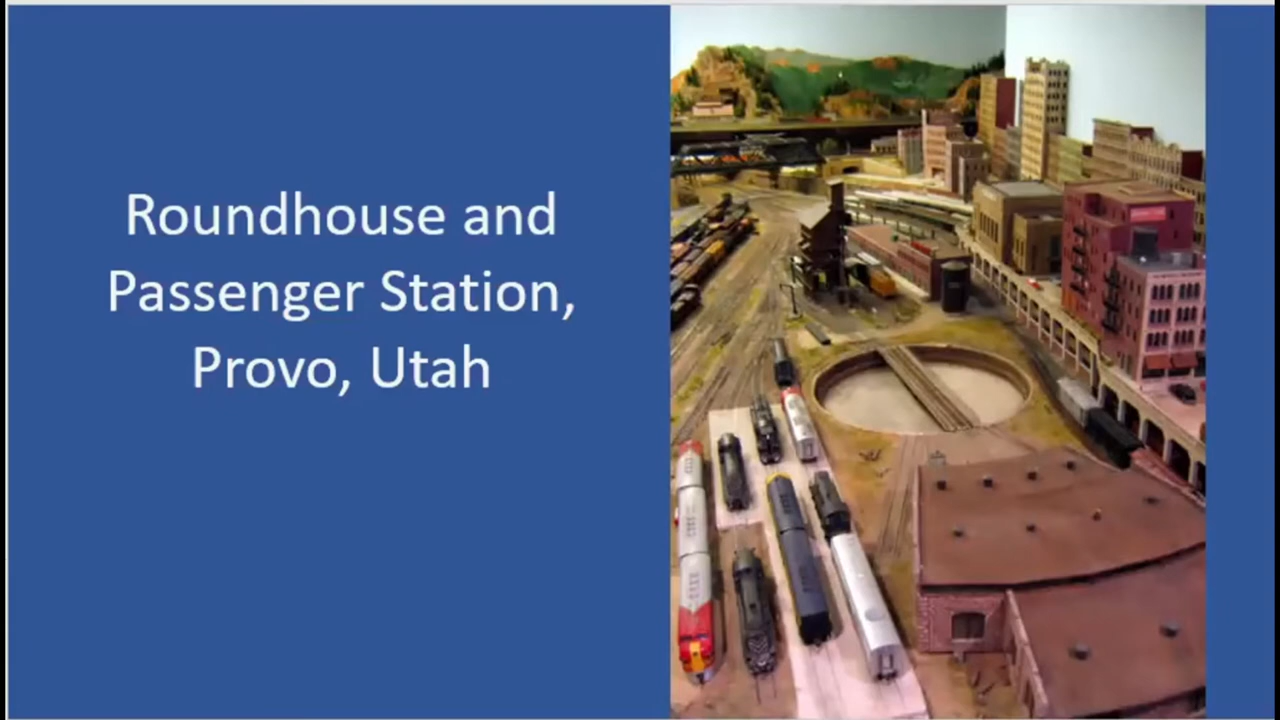 Roundhouse and
Passenger Station,
Provo, Utah